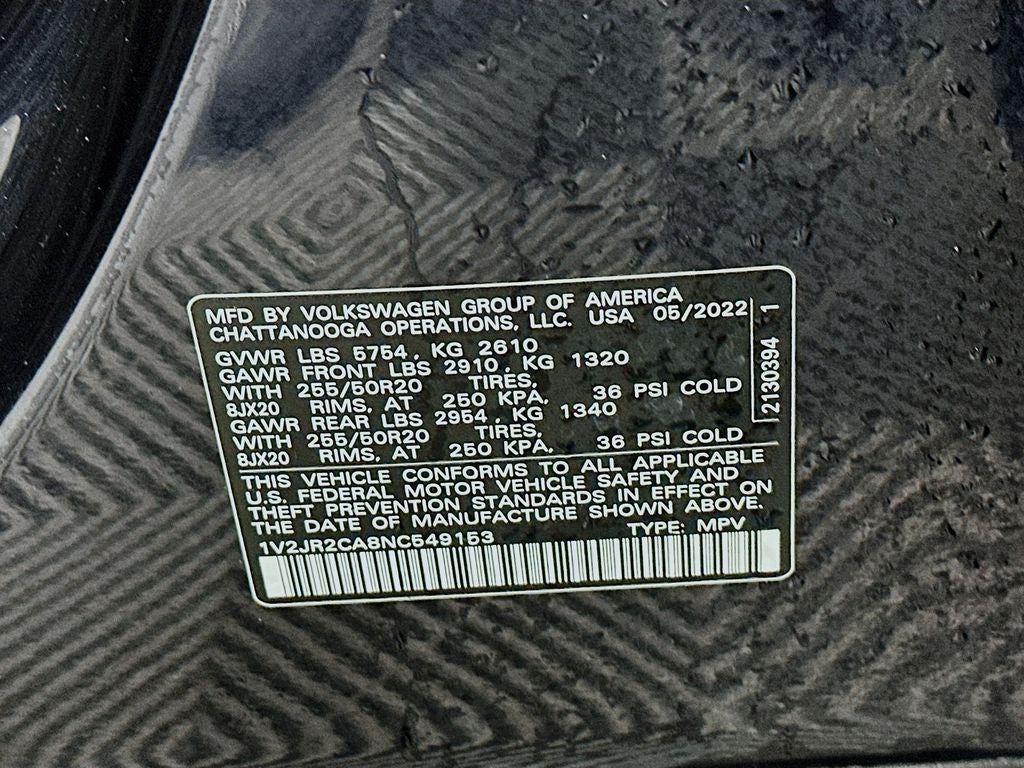 MFD BY VOLKSWAGEN GROUP OF AMERICA
CHATTANOOGA OPERATIONS, LLC. USA 05/2022
GVWR LBS 5754, KG 2610
GAWR FRONT LBS 2910, KG 1320
WITH 255/50R20 TIRES,
8JX20 RIMS, AT 250 KPA, 36 PSI COLD
GAWR REAR LBS 2954, KG 1340
WITH 255/50R20 TIRES,
8JX20 RIMS, AT 250 KPA, 36 PSI COLD
THIS VEHICLE CONFORMS TO ALL APPLICABLE
U.S. FEDERAL MOTOR VEHICLE SAFETY AND
THEFT PREVENTION STANDARDS IN EFFECT ON
THE DATE OF MANUFACTURE SHOWN ABOVE.
1V2JR2CA8NC549153 TYPE: MPV
2130394 1